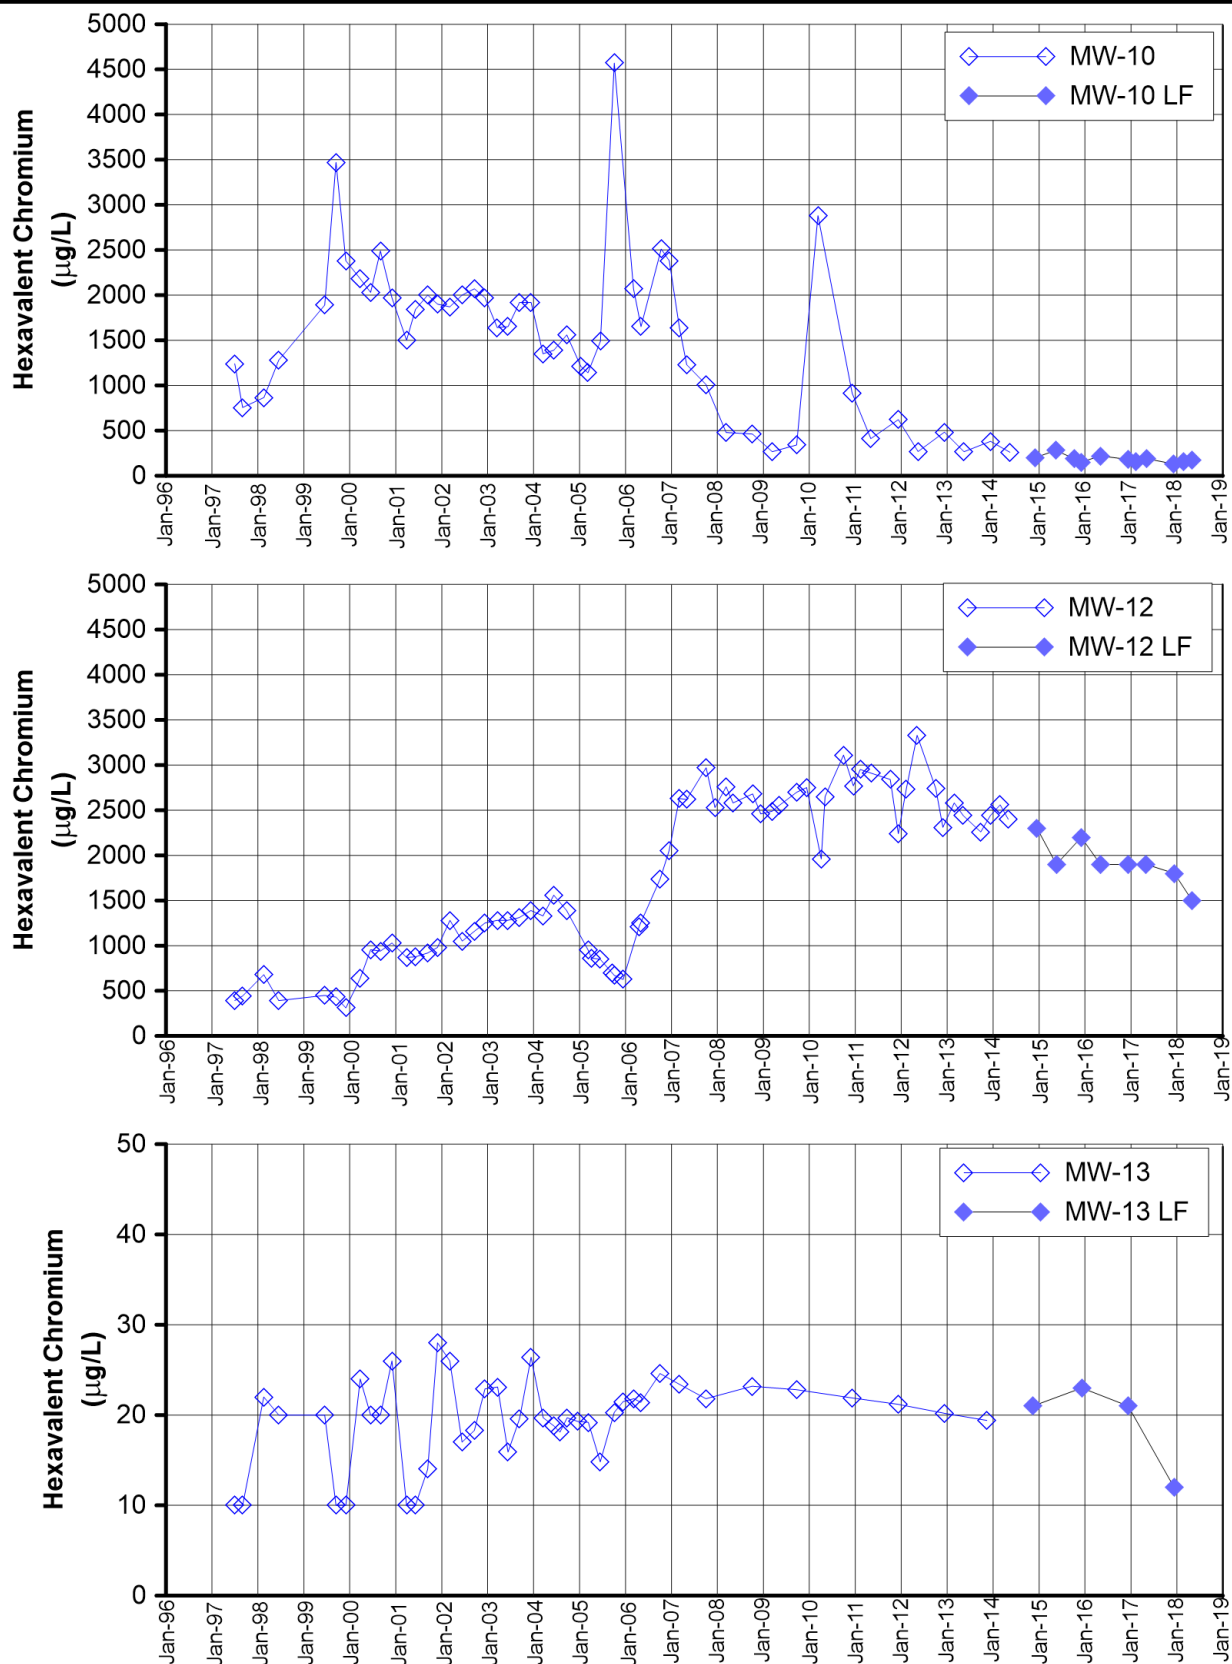 5000
4500
4000
3500
3000
2500
2000
1500
1000
500
0
Hexavalent Chromium
(µg/L)
MW-10
MW-10 LF
Jan-96
Jan-97
Jan-98
Jan-99
Jan-00
Jan-01
Jan-02
Jan-03
Jan-04
Jan-05
Jan-06
Jan-07
Jan-08
Jan-09
Jan-10
Jan-11
Jan-12
Jan-13
Jan-14
Jan-15
Jan-16
Jan-17
Jan-18
Jan-19
5000
4500
4000
3500
3000
2500
2000
1500
1000
500
0
Hexavalent Chromium
(µg/L)
MW-12
MW-12 LF
Jan-96
Jan-97
Jan-98
Jan-99
Jan-00
Jan-01
Jan-02
Jan-03
Jan-04
Jan-05
Jan-06
Jan-07
Jan-08
Jan-09
Jan-10
Jan-11
Jan-12
Jan-13
Jan-14
Jan-15
Jan-16
Jan-17
Jan-18
Jan-19
50
40
30
20
10
0
Hexavalent Chromium
(µg/L)
MW-13
MW-13 LF
Jan-96
Jan-97
Jan-98
Jan-99
Jan-00
Jan-01
Jan-02
Jan-03
Jan-04
Jan-05
Jan-06
Jan-07
Jan-08
Jan-09
Jan-10
Jan-11
Jan-12
Jan-13
Jan-14
Jan-15
Jan-16
Jan-17
Jan-18
Jan-19